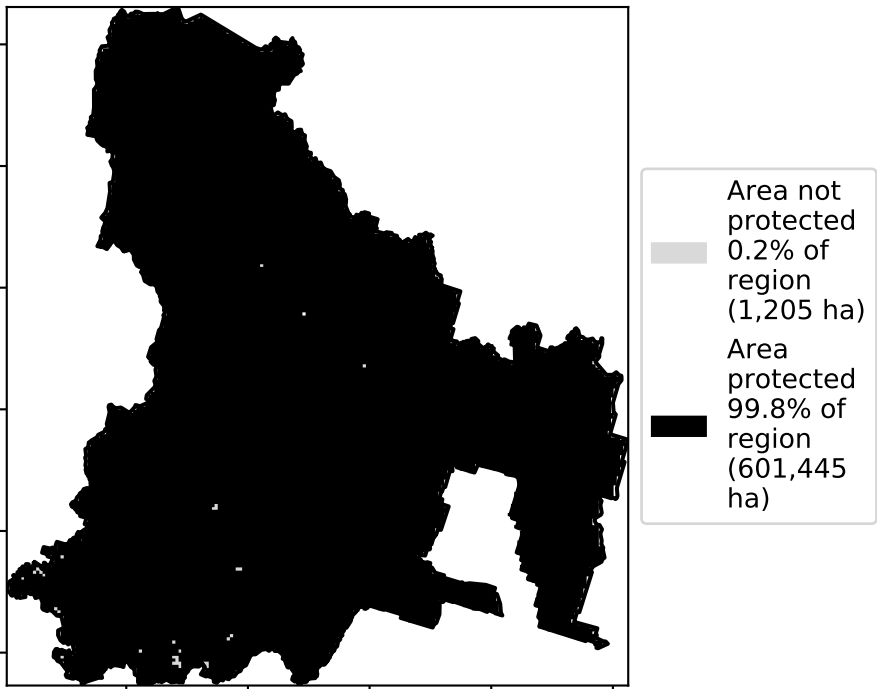 Area not
protected
0.2% of
region
(1,205 ha)
Area
protected
99.8% of
region
(601,445
ha)